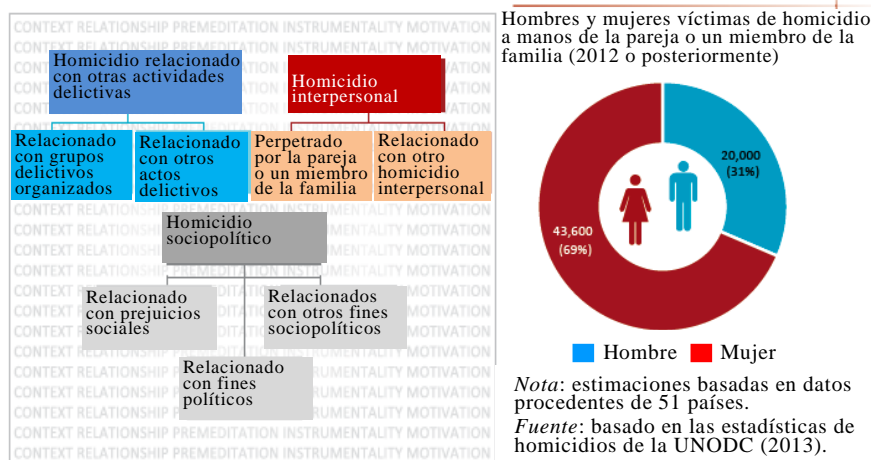 CONTEXT RELATIONSHIP PREMEDITATION INSTRUMENTALITY MOTIVATION
Homicidio relacionado
con otras actividades
delictivas
Homicidio
interpersonal
Relacionado
con grupos
delictivos
organizados
Relacionado
con otros
actos
delictivos
Perpetrado
por la pareja
o un miembro
de la familia
Relacionado
con otro
homicidio
interpersonal
Homicidio
sociopolítico
Relacionado
con prejuicios
sociales
Relacionados
con otros fines
sociopolíticos
Relacionado
con fines
políticos
Hombres y mujeres víctimas de homicidio
a manos de la pareja o un miembro de la
familia (2012 o posteriormente)
20,000
(31%)
43,600
(69%)
Hombre
Mujer
Nota: estimaciones basadas en datos
procedentes de 51 países.
Fuente: basado en las estadísticas de
homicidios de la UNODC (2013).